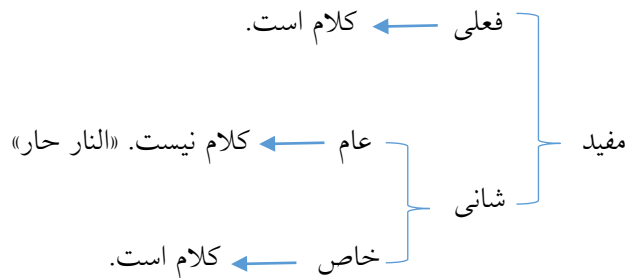 فعلی کلام است.
مفید
عام کلام نیست. «النار حار»
شانی
خاص کلام است.